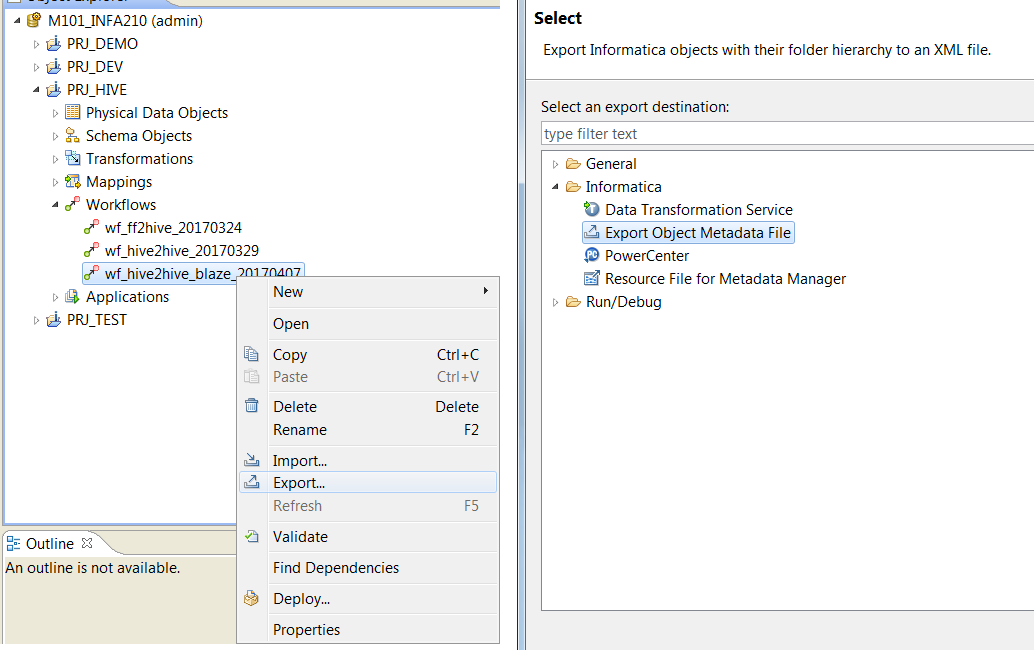 Object Explorer
M101_INFA210 (admin)
PRJ_DEMO
PRJ_DEV
PRJ_HIVE
Physical Data Objects
Schema Objects
Transformations
Mappings
Workflows
wf_ff2hive_20170324
wf_hive2hive_20170329
wf_hive2hive_blaze_20170407
Applications
PRJ_TEST
New
Open
Copy Ctrl+C
Paste Ctrl+V
Delete Delete
Rename F2
Import...
Export...
Refresh F5
Validate
Find Dependencies
Deploy...
Properties
Outline
An outline is not available.
Select
Export Informatica objects with their folder hierarchy to an XML file.
Select an export destination:
type filter text
General
Informatica
Data Transformation Service
Export Object Metadata File
PowerCenter
Resource File for Metadata Manager
Run/Debug